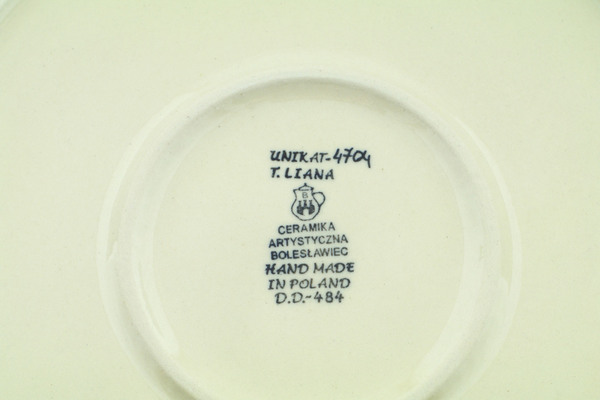 UNIKAT-4704
T. LIANA
B
CERAMIKA
ARTYSTYCZNA
BOLESŁAWIEC
HAND MADE
IN POLAND
D.D.-484